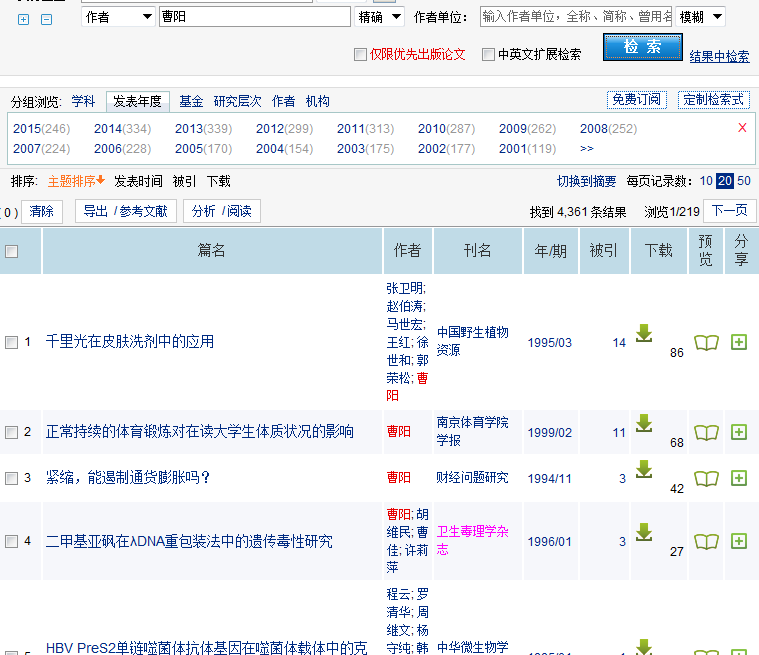 作者 曹阳 精确 作者单位： 输入作者单位，全称、简称、曾用名 模糊
仅限优先出版论文 中英文扩展检索 检 索 结果中检索
分组浏览: 学科 发表年度 基金 研究层次 作者 机构 免费订阅 定制检索式
2015(246) 2014(334) 2013(339) 2012(299) 2011(313) 2010(287) 2009(262) 2008(252) X
2007(224) 2006(228) 2005(170) 2004(154) 2003(175) 2002(177) 2001(119) >>
排序: 主题排序 发表时间 被引 下载 切换到摘要 每页记录数: 10 20 50
( 0 ) 清除 导出 /参考文献 分析 /阅读 找到 4,361 条结果 浏览1/219 下一页
篇名 作者 刊名 年/期 被引 下载 预览 分享
1 千里光在皮肤洗剂中的应用
张卫明;
赵伯涛;
马世宏;
王红; 徐
世和; 郭
荣松; 曹
阳
中国野生植物
资源
1995/03 14 86
2 正常持续的体育锻炼对在读大学生体质状况的影响 曹阳
南京体育学院
学报
1999/02 11 68
3 紧缩，能遏制通货膨胀吗？ 曹阳 财经问题研究 1994/11 3 42
4 二甲基亚砜在λDNA重包装法中的遗传毒性研究
曹阳; 胡
维民; 曹
佳; 许莉
萍
卫生毒理学杂
志
1996/01 3 27
HBV PreS2单链噬菌体抗体基因在噬菌体载体中的克
程云; 罗
清华; 周
继文; 杨
守纯; 韩
中华微生物学